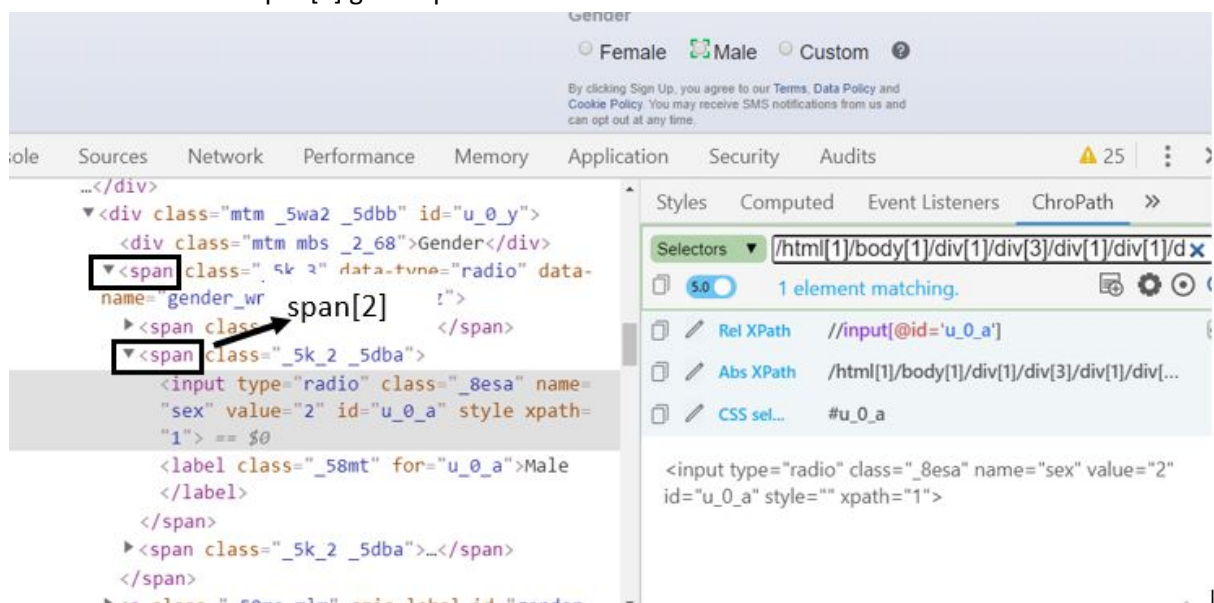 Gender
Female Male Custom ?
By clicking Sign Up, you agree to our Terms, Data Policy and
Cookie Policy. You may receive SMS notifications from us and
can opt out at any time.
Sources Network Performance Memory Application Security Audits 25
…</div>
▼<div class="mtm _5wa2 _5dbb" id="u_0_y">
<div class="mtm mbs _2_68">Gender</div>
▼<span class="_5k_3" data-type="radio" data-
name="gender_wr ">
span[2]
▶<span class </span>
▼<span class="_5k_2 _5dba">
<input type="radio" class="_8esa" name=
"sex" value="2" id="u_0_a" style xpath=
"1"> == $0
<label class="_58mt" for="u_0_a">Male
</label>
</span>
▶<span class="_5k_2 _5dba">…</span>
</span>
Styles Computed Event Listeners ChroPath »
Selectors ▼ /html[1]/body[1]/div[1]/div[3]/div[1]/div[1]/d x
5.0 1 element matching.
Rel XPath //input[@id='u_0_a']
Abs XPath /html[1]/body[1]/div[1]/div[3]/div[1]/div[...
CSS sel... #u_0_a
<input type="radio" class="_8esa" name="sex" value="2"
id="u_0_a" style="" xpath="1">